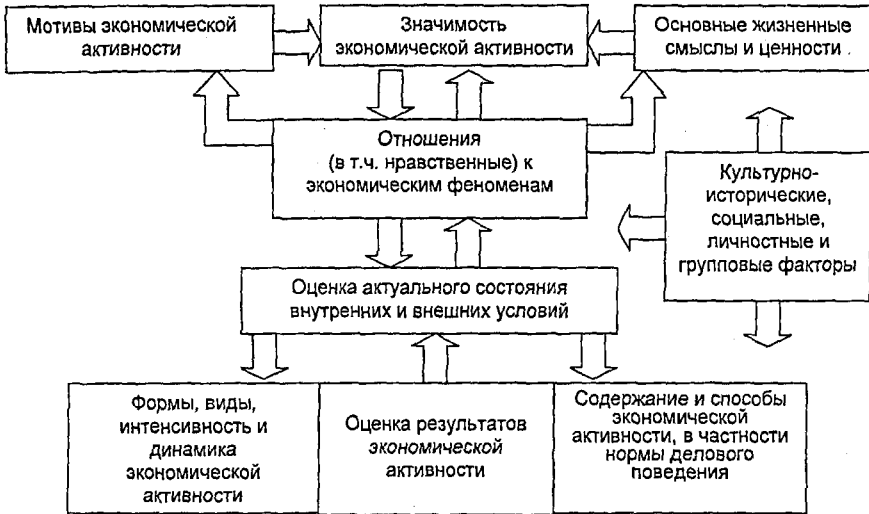 Мотивы экономической
активности
Значимость
экономической активности
Основные жизненные
смыслы и ценности
Отношения
(в т.ч. нравственные) к
экономическим феноменам
Культурно-
исторические,
социальные,
личностные и
групповые факторы
Оценка актуального состояния
внутренних и внешних условий
Формы, виды,
интенсивность и
динамика
экономической
активности
Оценка результатов
экономической
активности
Содержание и способы
экономической
активности, в частности
нормы делового
поведения